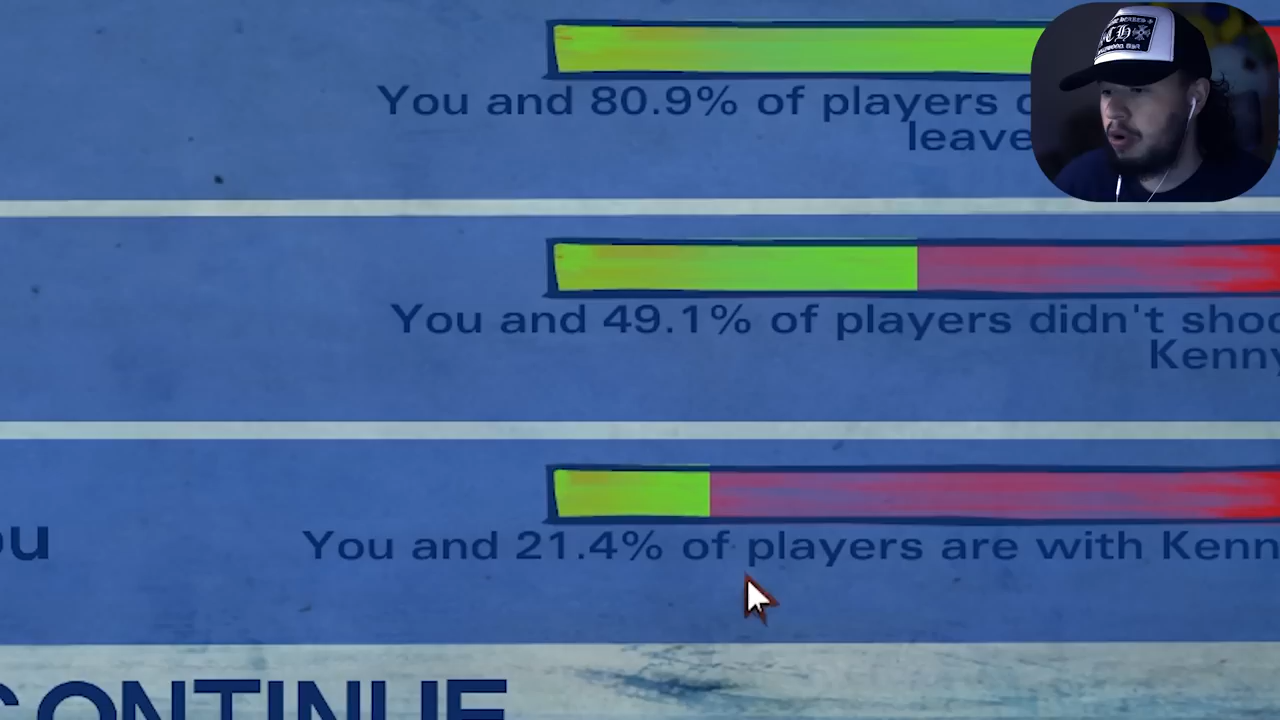 You and 80.9% of players
leave
You and 49.1% of players didn't
Kenny
ou
You and 21.4% of players are with Kenn
CONTINUE
CH